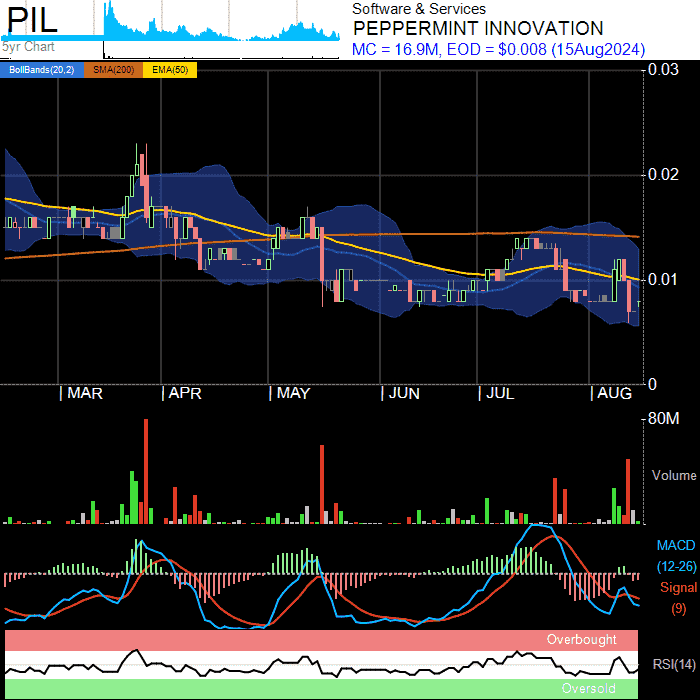 PIL
5yr Chart
Software & Services
PEPPERMINT INNOVATION
MC = 16.9M, EOD = $0.008 (15Aug2024)
BollBands(20,2) SMA(200) EMA(50)
0.03
0.02
0.01
0
MAR APR MAY JUN JUL AUG
80M
Volume
MACD
(12-26)
Signal
(9)
Overbought
RSI(14)
Oversold